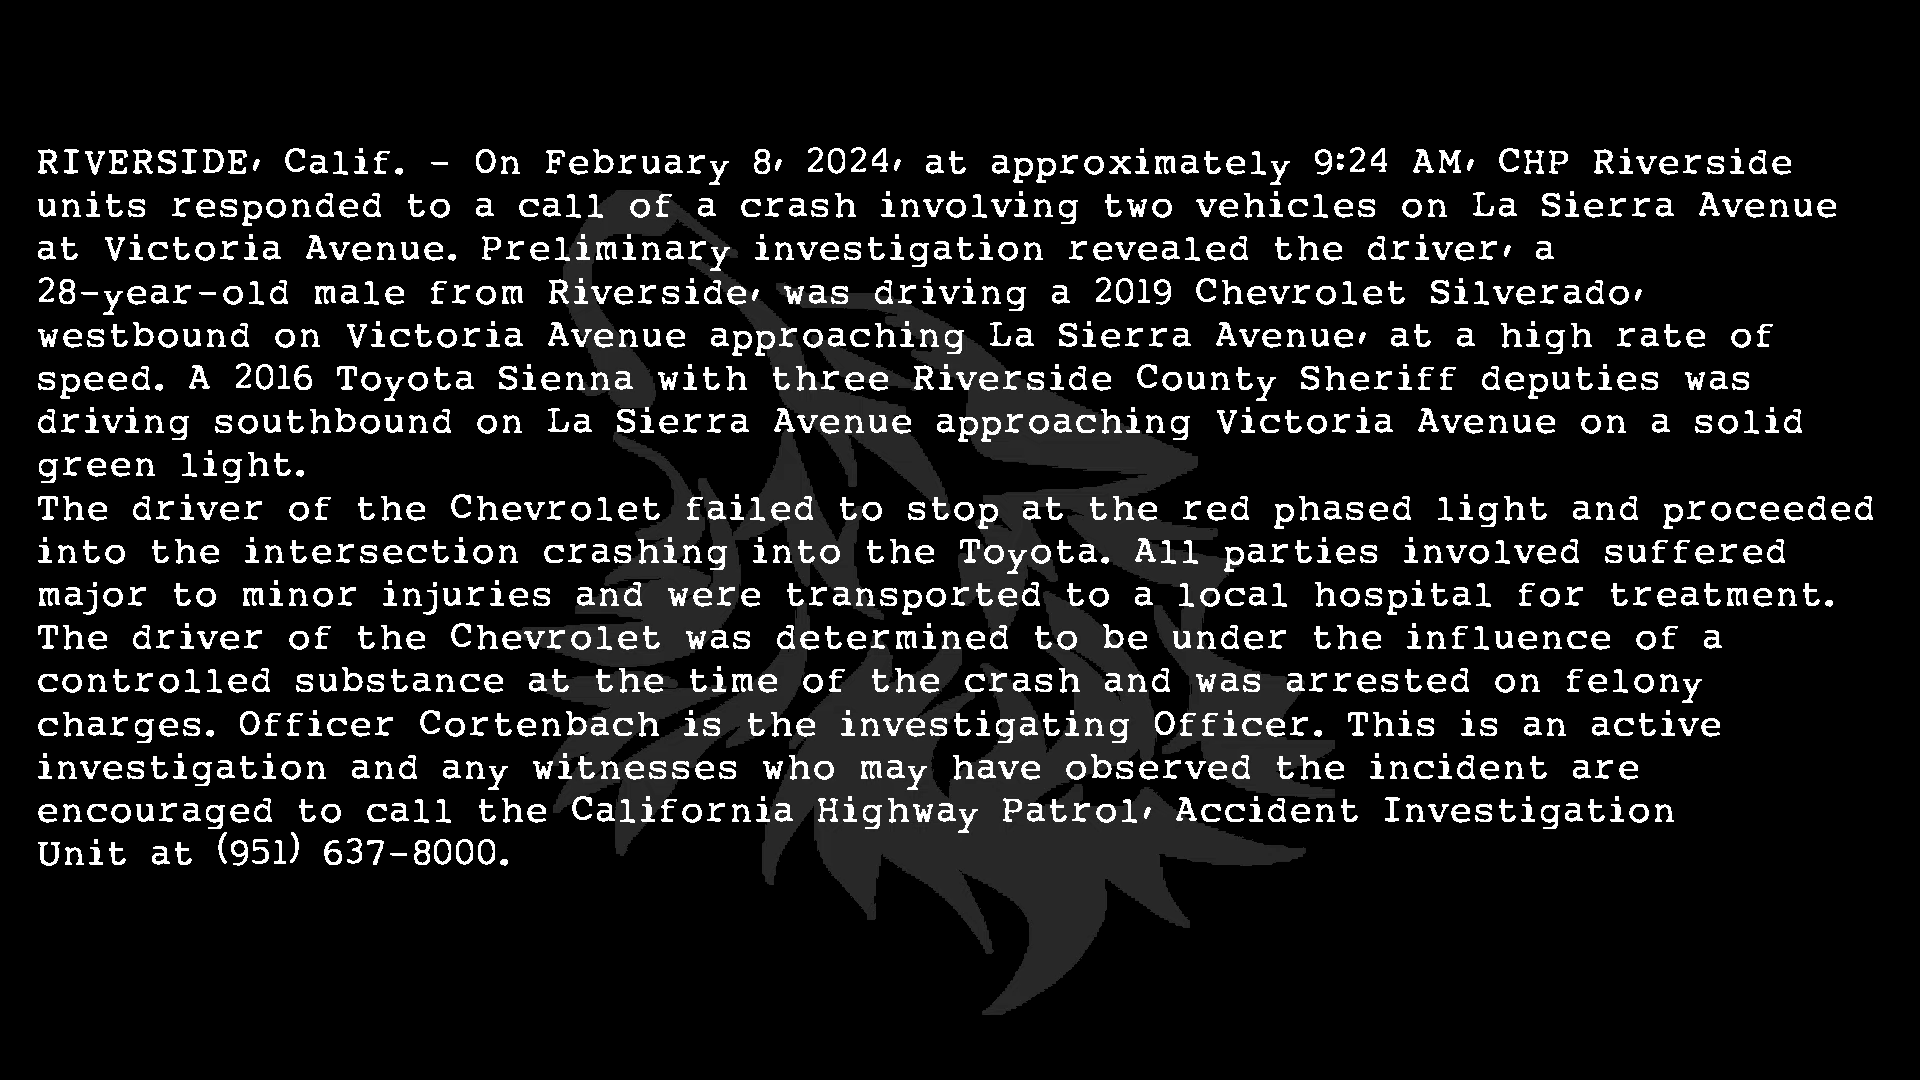 RIVERSIDE, Calif. - On February 8, 2024, at approximately 9:24 AM, CHP Riverside
units responded to a call of a crash involving two vehicles on La Sierra Avenue
at Victoria Avenue. Preliminary investigation revealed the driver, a
28-year-old male from Riverside, was driving a 2019 Chevrolet Silverado,
westbound on Victoria Avenue approaching La Sierra Avenue, at a high rate of
speed. A 2016 Toyota Sienna with three Riverside County Sheriff deputies was
driving southbound on La Sierra Avenue approaching Victoria Avenue on a solid
green light.
The driver of the Chevrolet failed to stop at the red phased light and proceeded
into the intersection crashing into the Toyota. All parties involved suffered
major to minor injuries and were transported to a local hospital for treatment.
The driver of the Chevrolet was determined to be under the influence of a
controlled substance at the time of the crash and was arrested on felony
charges. Officer Cortenbach is the investigating Officer. This is an active
investigation and any witnesses who may have observed the incident are
encouraged to call the California Highway Patrol, Accident Investigation
Unit at (951) 637-8000.